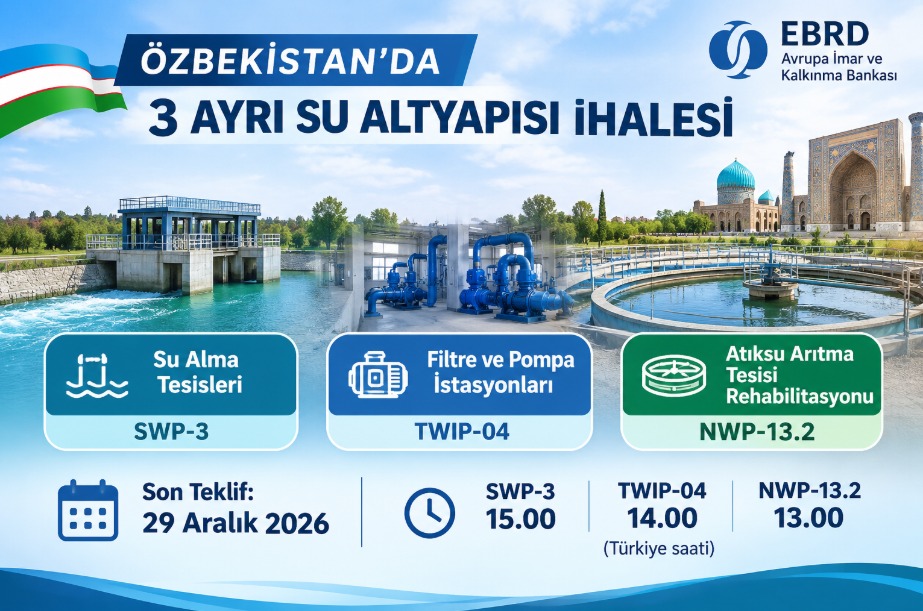 ÖZBEKİSTAN'DA
3 AYRI SU ALTYAPISI İHALESİ
EBRD
Avrupa İmar ve
Kalkınma Bankası
Su Alma
Tesisleri
SWP-3
Filtre ve Pompa
İstasyonları
TWIP-04
Atıksu Arıtma
Tesisi
Rehabilitasyonu
NWP-13.2
Son Teklif:
29 Aralık 2026
SWP-3
15.00
TWIP-04
14.00
(Türkiye saati)
NWP-13.2
13.00